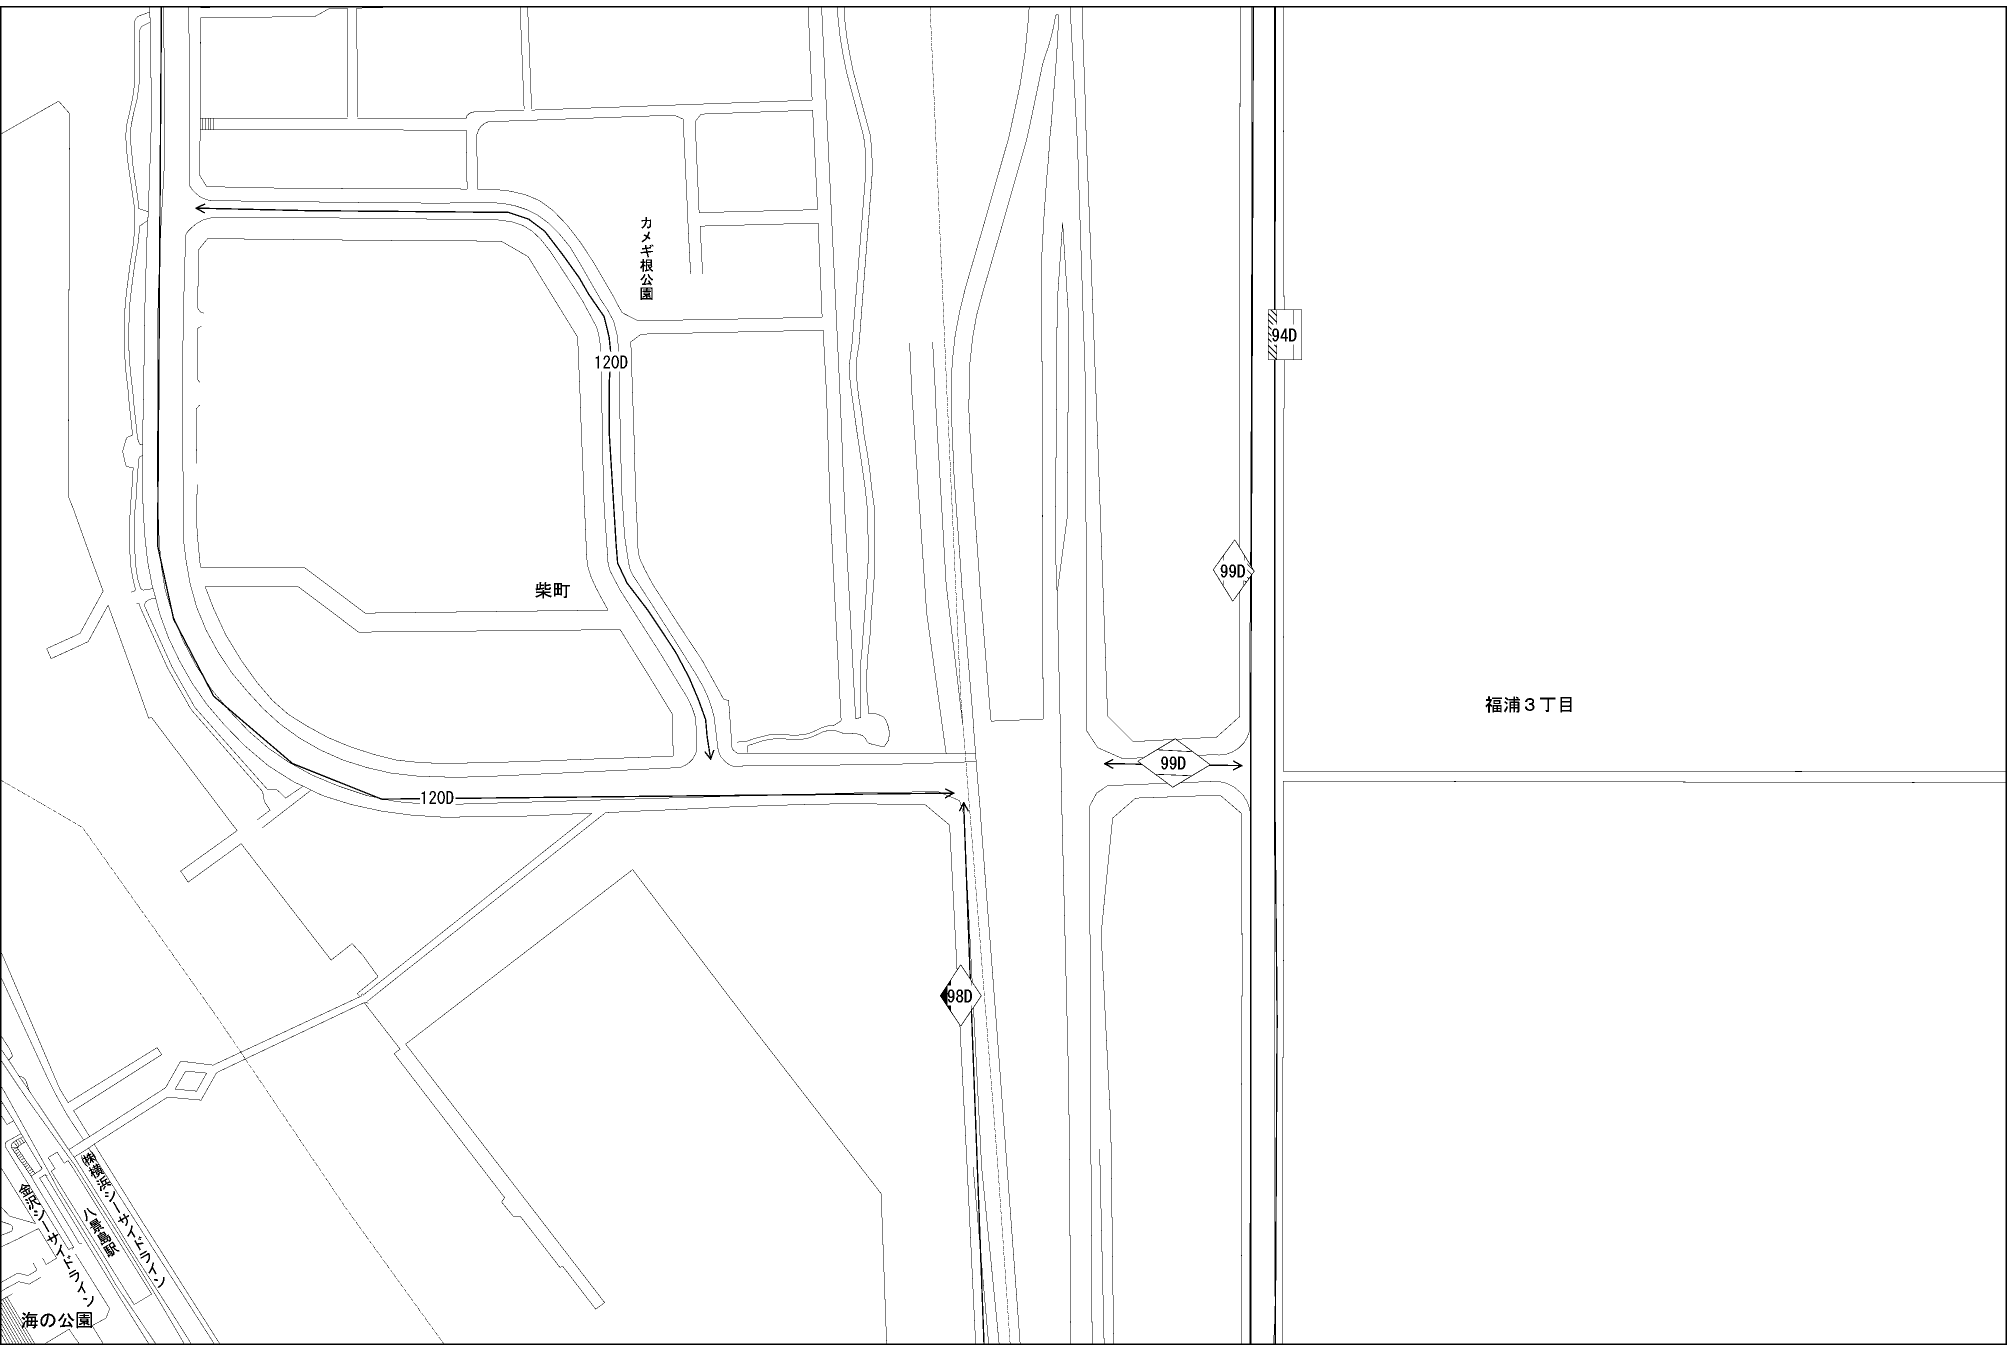 カメギ根公園
94D
120D
99D
柴町
福浦３丁目
99D
120D
98D
㈱横浜シーサイドライン
金沢シーサイドライン
八景島駅
海の公園